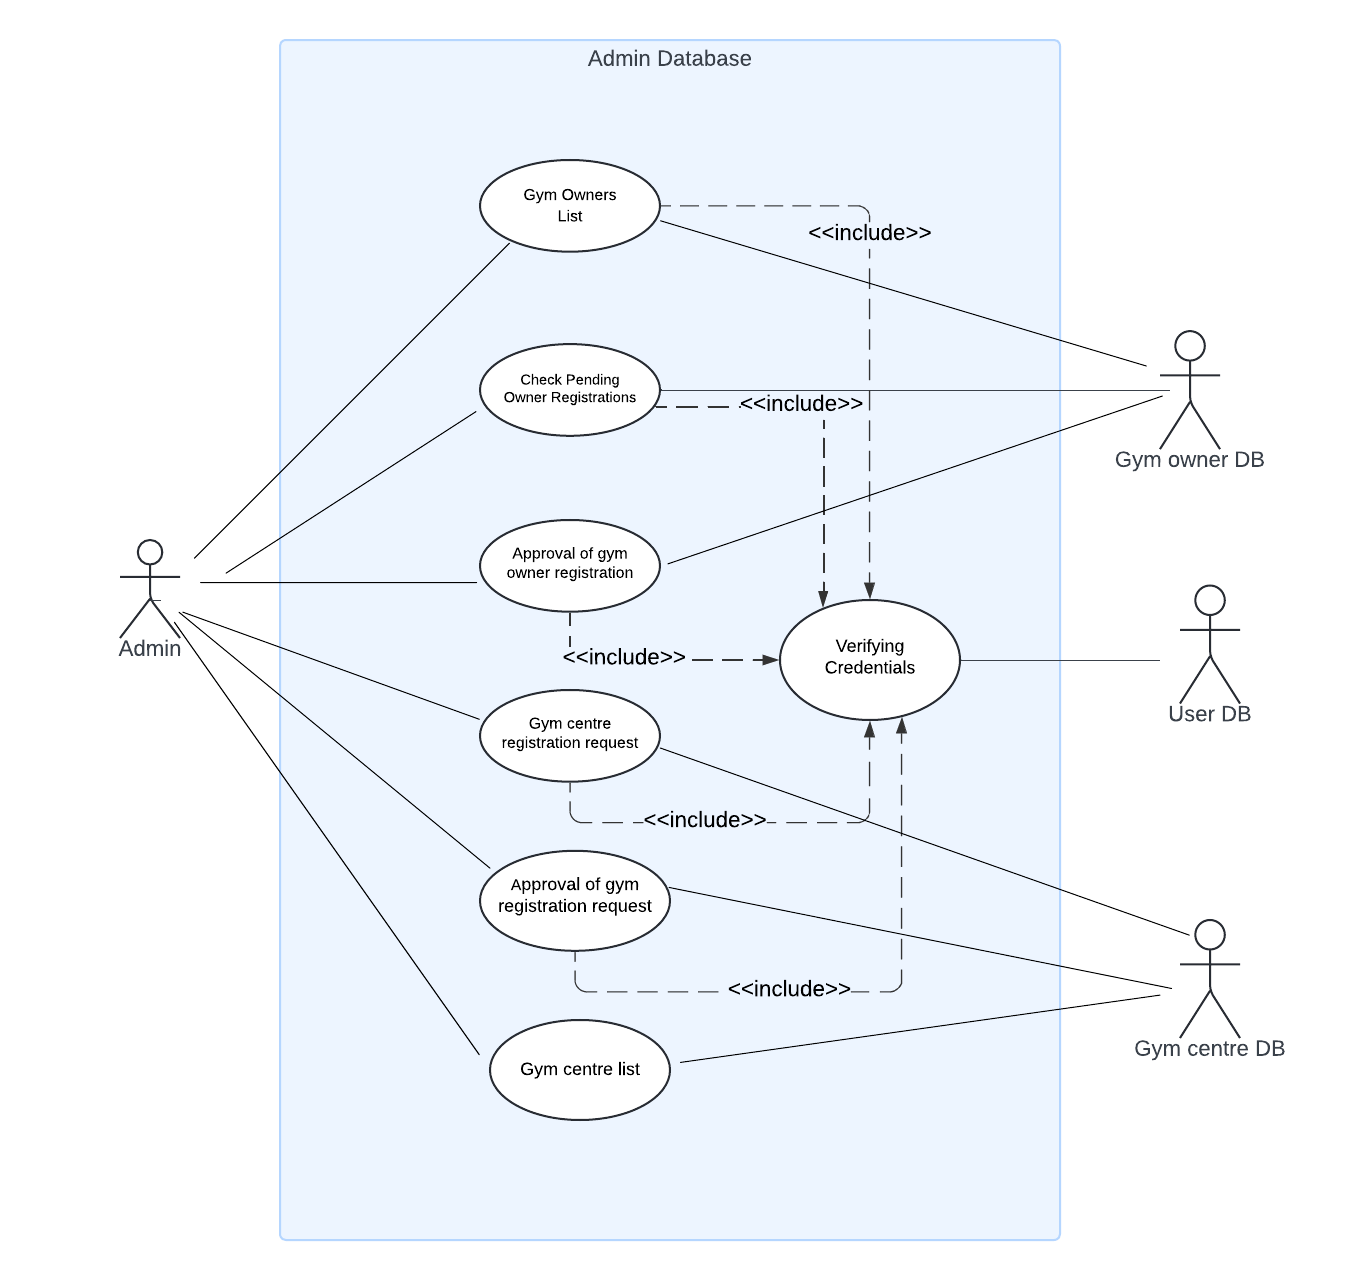 Admin Database
Gym Owners
List
<<include>>
Check Pending
Owner Registrations
<<include>>
Gym owner DB
Approval of gym
owner registration
Admin
<<include>>
Verifying
Credentials
User DB
Gym centre
registration request
<<include>>
Approval of gym
registration request
<<include>>
Gym centre DB
Gym centre list